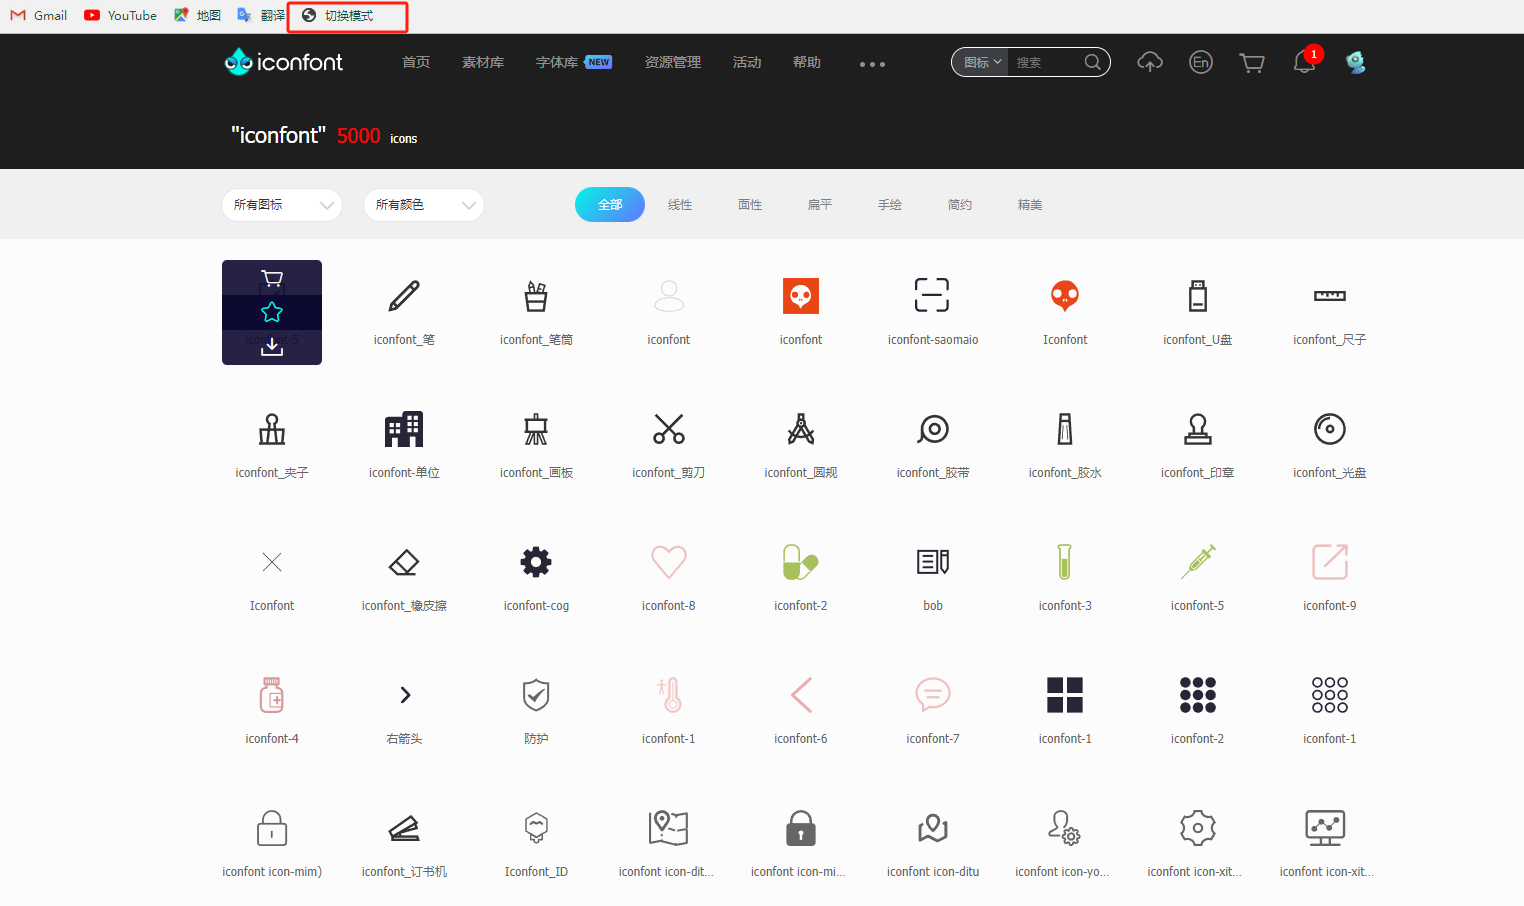 Gmail YouTube 地图 翻译 切换模式
iconfont 首页 素材库 字体库 NEW 资源管理 活动 帮助 ••• 图标 搜索 En 1
"iconfont" 5000 icons
所有图标 所有颜色 全部 线性 面性 扁平 手绘 简约 精美
iconfont-5 iconfont_笔 iconfont_笔筒 iconfont iconfont iconfont-saomaio Iconfont iconfont_U盘 iconfont_尺子
iconfont_夹子 iconfont-单位 iconfont_画板 iconfont_剪刀 iconfont_圆规 iconfont_胶带 iconfont_胶水 iconfont_印章 iconfont_光盘
Iconfont iconfont_橡皮擦 iconfont-cog iconfont-8 iconfont-2 bob iconfont-3 iconfont-5 iconfont-9
iconfont-4 右箭头 防护 iconfont-1 iconfont-6 iconfont-7 iconfont-1 iconfont-2 iconfont-1
iconfont icon-mim) iconfont_订书机 Iconfont_ID iconfont icon-dit... iconfont icon-mi... iconfont icon-ditu iconfont icon-yo... iconfont icon-xit... iconfont icon-xit...